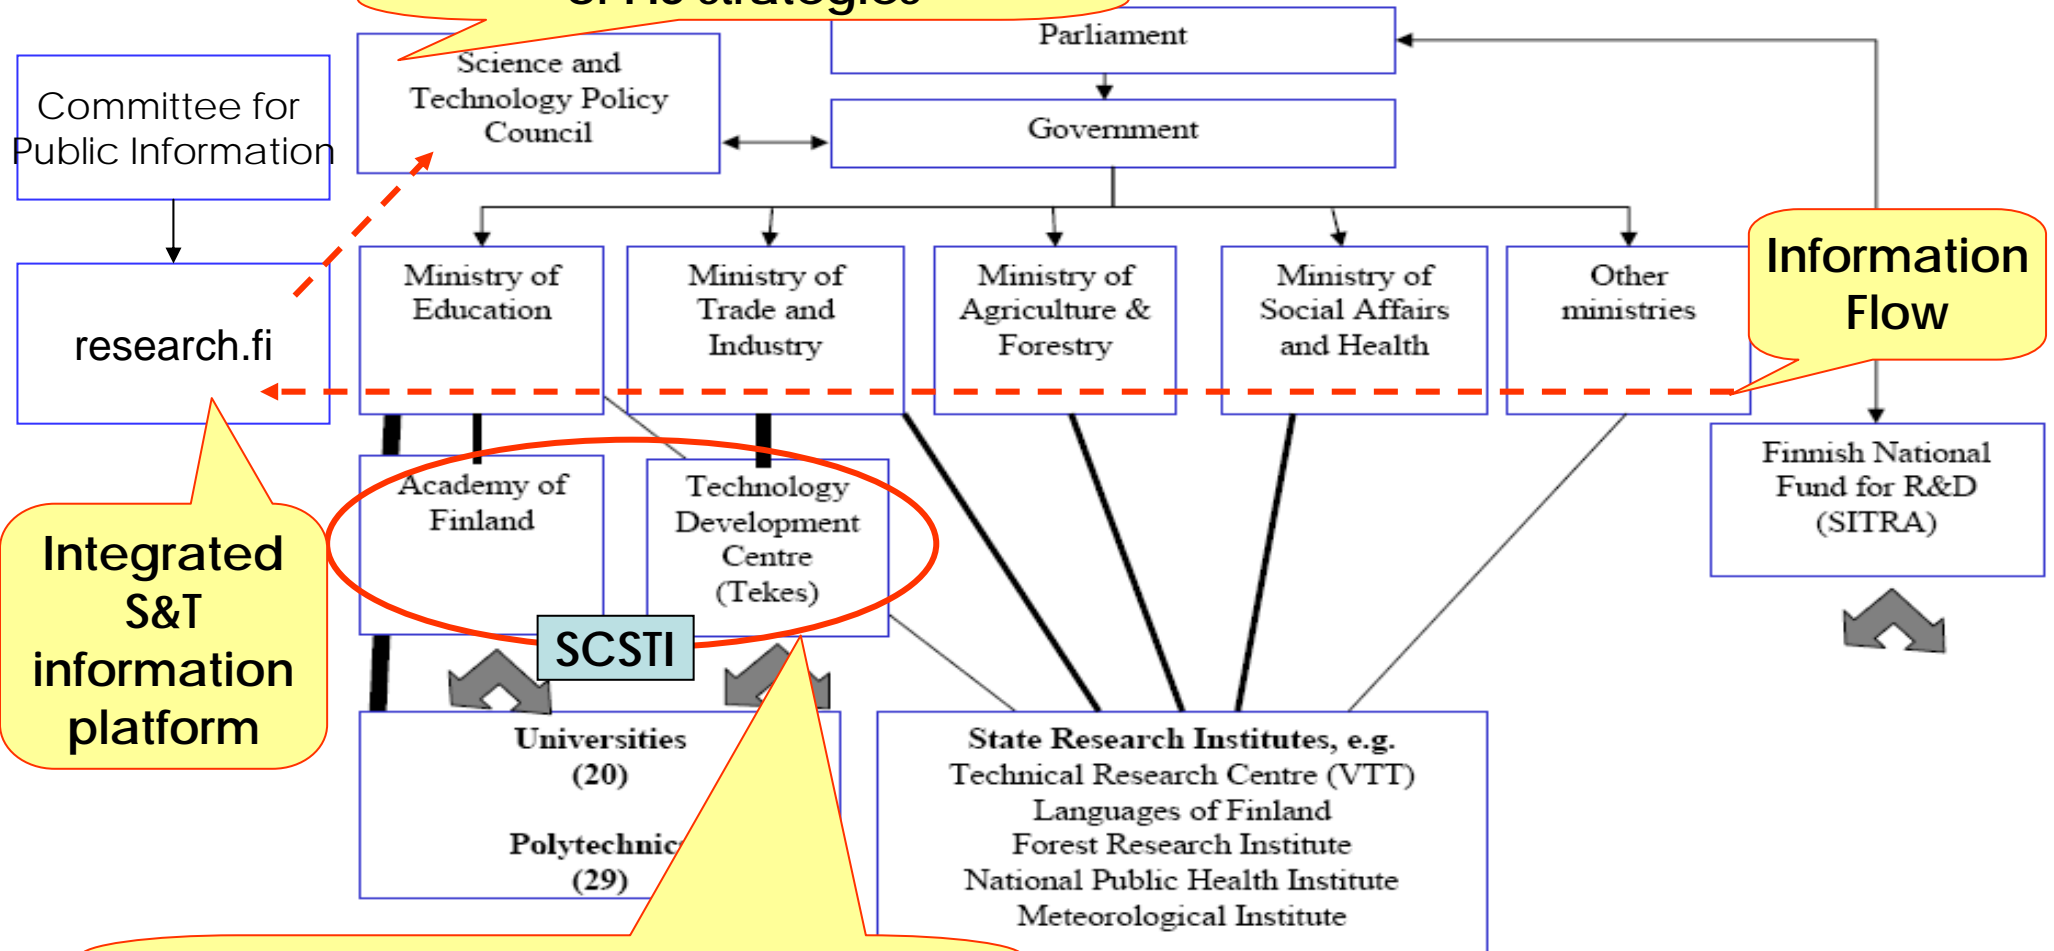 strategies
Parliament
Science and
Technology Policy
Council
Committee for
Public Information
Government
Information
Flow
Ministry of
Education
Ministry of
Trade and
Industry
Ministry of
Agriculture &
Forestry
Ministry of
Social Affairs
and Health
Other
ministries
research.fi
Academy of
Finland
Technology
Development
Centre
(Tekes)
Finnish National
Fund for R&D
(SITRA)
Integrated
S&T
information
platform
SCSTI
Universities
(20)
Polytechnic
(29)
State Research Institutes, e.g.
Technical Research Centre (VTT)
Languages of Finland
Forest Research Institute
National Public Health Institute
Meteorological Institute